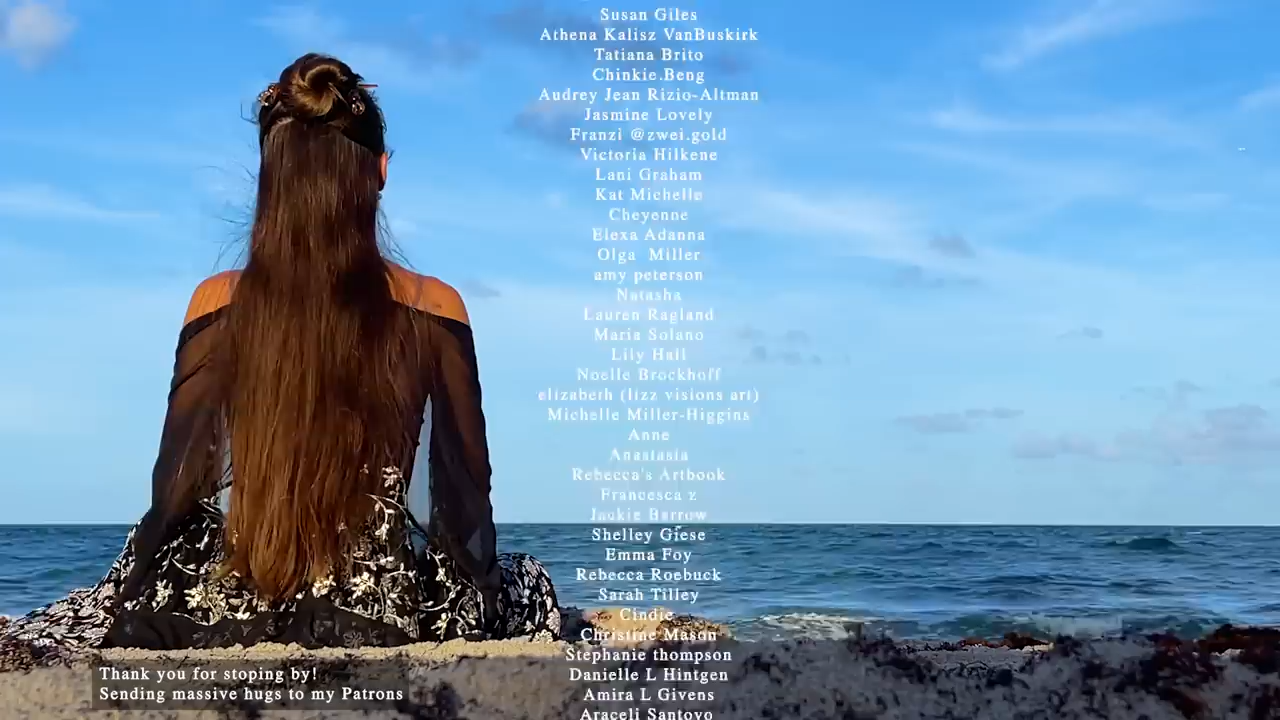 Susan Giles
Athena Kalisz VanBuskirk
Tatiana Brito
Chinkie.Beng
Audrey Jean Rizio-Altman
Jasmine Lovely
Franzi @zwei.gold
Victoria Hilkene
Lani Graham
Kat Michelle
Cheyenne
Elexa Adanna
Olga  Miller
amy peterson
Natasha
Lauren Ragland
Maria Solano
Lily Hall
Noelle Brockhoff
elizabeth (lizz visions art)
Michelle Miller-Higgins
Anne
Anastasia
Rebecca's Artbook
Francesca z
Jackie Barrow
Shelley Giese
Emma Foy
Rebecca Roebuck
Sarah Tilley
Cindie
Christine Mason
Stephanie thompson
Danielle L Hintgen
Amira L Givens
Araceli Santoyo
Thank you for stoping by!
Sending massive hugs to my Patrons